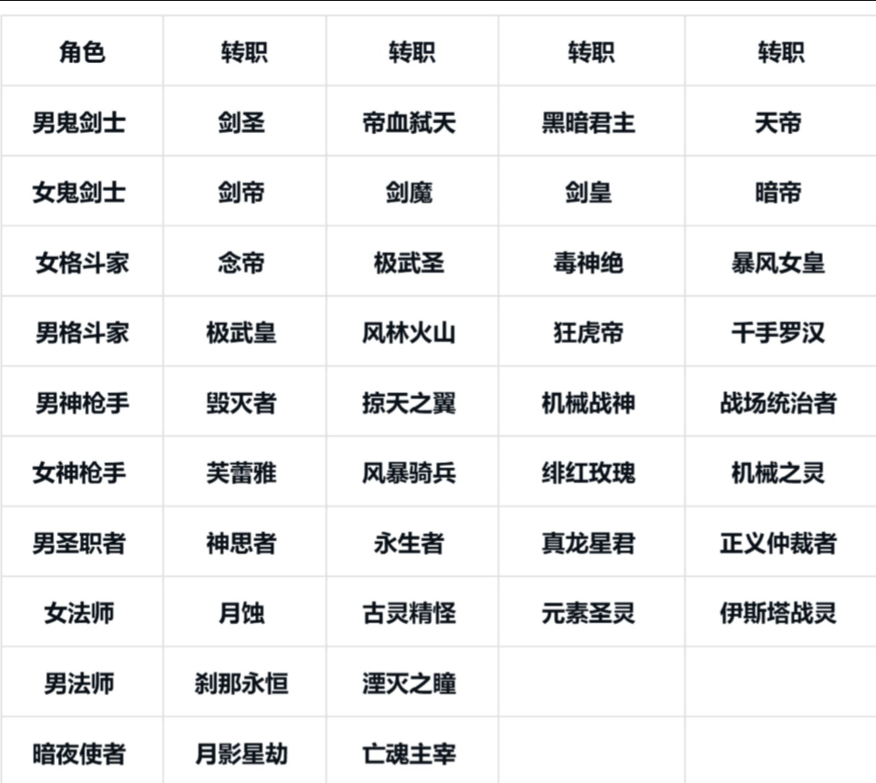 角色 转职 转职 转职 转职
男鬼剑士 剑圣 帝血弑天 黑暗君主 天帝
女鬼剑士 剑帝 剑魔 剑皇 暗帝
女格斗家 念帝 极武圣 毒神绝 暴风女皇
男格斗家 极武皇 风林火山 狂虎帝 千手罗汉
男神枪手 毁灭者 掠天之翼 机械战神 战场统治者
女神枪手 芙蕾雅 风暴骑兵 绯红玫瑰 机械之灵
男圣职者 神思者 永生者 真龙星君 正义仲裁者
女法师 月蚀 古灵精怪 元素圣灵 伊斯塔战灵
男法师 刹那永恒 湮灭之瞳
暗夜使者 月影星劫 亡魂主宰